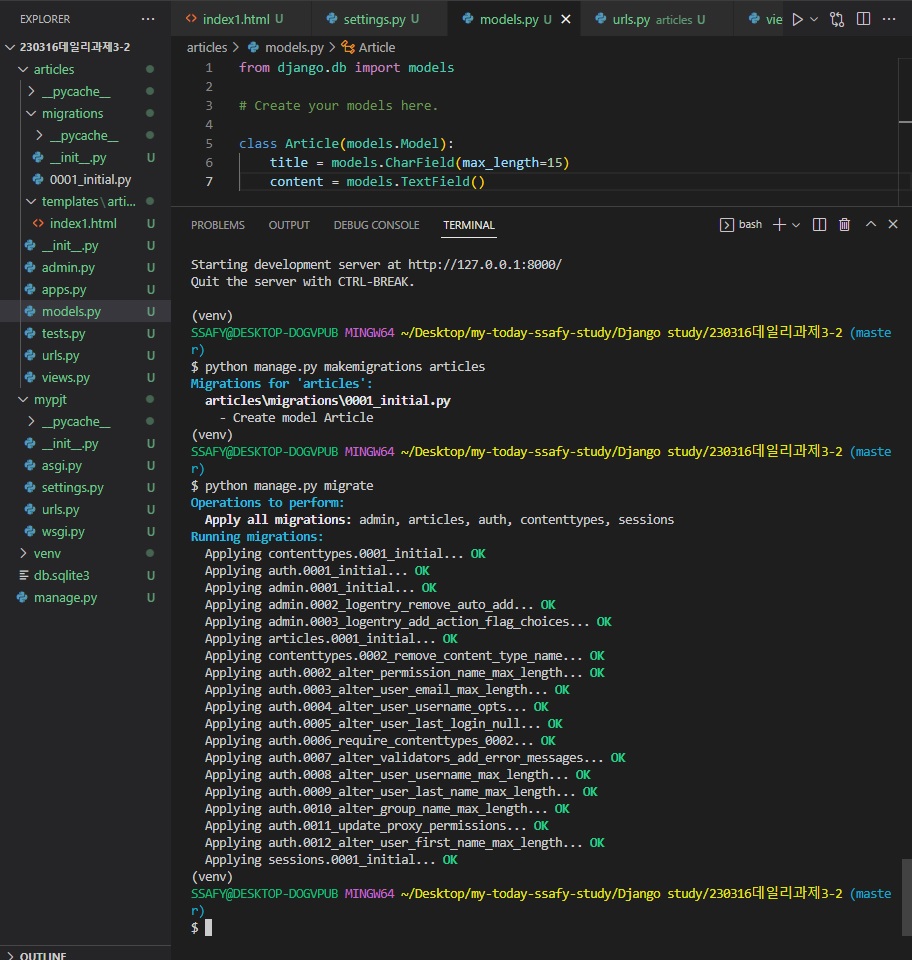 EXPLORER
230316데일리과제3-2
articles
__pycache__
migrations
__pycache__
__init__.py U
0001_initial.py
templates\arti...
index1.html U
__init__.py U
admin.py U
apps.py U
models.py U
tests.py U
urls.py U
views.py U
mypjt
__pycache__
__init__.py U
asgi.py U
settings.py U
urls.py U
wsgi.py U
venv
db.sqlite3 U
manage.py U
OUTLINE
index1.html U settings.py U models.py U urls.py articles U vie
articles > models.py > Article
1 from django.db import models
2
3 # Create your models here.
4
5 class Article(models.Model):
6 title = models.CharField(max_length=15)
7 content = models.TextField()
PROBLEMS OUTPUT DEBUG CONSOLE TERMINAL bash
Starting development server at http://127.0.0.1:8000/
Quit the server with CTRL-BREAK.
(venv)
SSAFY@DESKTOP-DOGVPUB MINGW64 ~/Desktop/my-today-ssafy-study/Django study/230316데일리과제3-2 (maste
r)
$ python manage.py makemigrations articles
Migrations for 'articles':
articles\migrations\0001_initial.py
- Create model Article
(venv)
SSAFY@DESKTOP-DOGVPUB MINGW64 ~/Desktop/my-today-ssafy-study/Django study/230316데일리과제3-2 (maste
r)
$ python manage.py migrate
Operations to perform:
Apply all migrations: admin, articles, auth, contenttypes, sessions
Running migrations:
Applying contenttypes.0001_initial... OK
Applying auth.0001_initial... OK
Applying admin.0001_initial... OK
Applying admin.0002_logentry_remove_auto_add... OK
Applying admin.0003_logentry_add_action_flag_choices... OK
Applying articles.0001_initial... OK
Applying contenttypes.0002_remove_content_type_name... OK
Applying auth.0002_alter_permission_name_max_length... OK
Applying auth.0003_alter_user_email_max_length... OK
Applying auth.0004_alter_user_username_opts... OK
Applying auth.0005_alter_user_last_login_null... OK
Applying auth.0006_require_contenttypes_0002... OK
Applying auth.0007_alter_validators_add_error_messages... OK
Applying auth.0008_alter_user_username_max_length... OK
Applying auth.0009_alter_user_last_name_max_length... OK
Applying auth.0010_alter_group_name_max_length... OK
Applying auth.0011_update_proxy_permissions... OK
Applying auth.0012_alter_user_first_name_max_length... OK
Applying sessions.0001_initial... OK
(venv)
SSAFY@DESKTOP-DOGVPUB MINGW64 ~/Desktop/my-today-ssafy-study/Django study/230316데일리과제3-2 (maste
r)
$